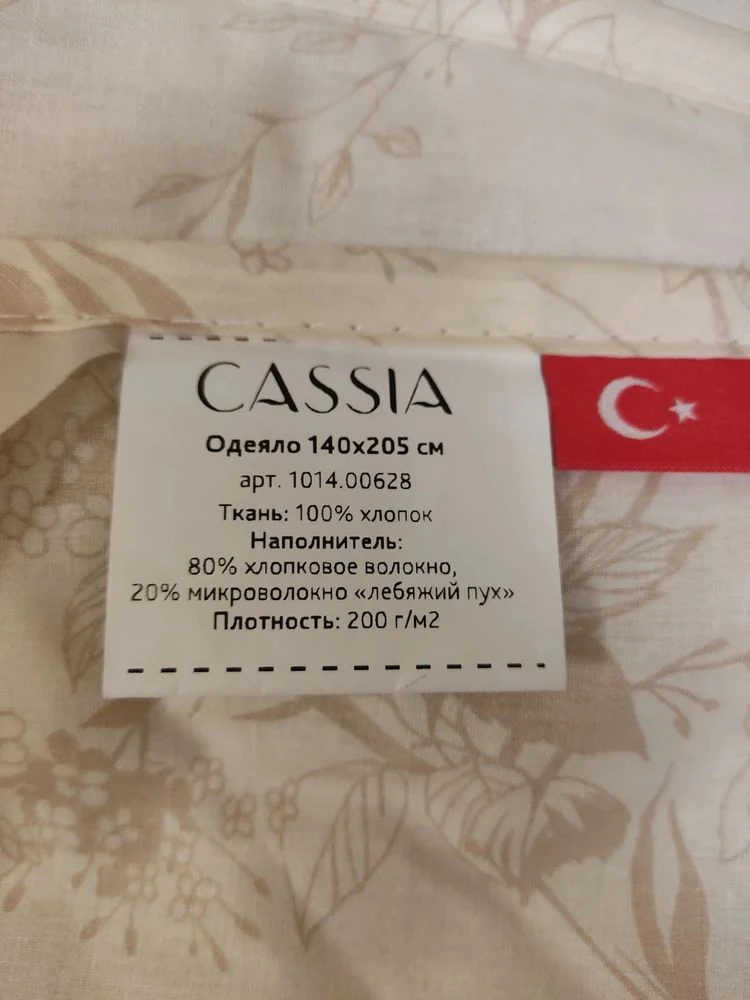 CASSIA
Одеяло 140x205 см
арт. 1014.00628
Ткань: 100% хлопок
Наполнитель:
80% хлопковое волокно,
20% микроволокно «лебяжий пух»
Плотность: 200 г/м2